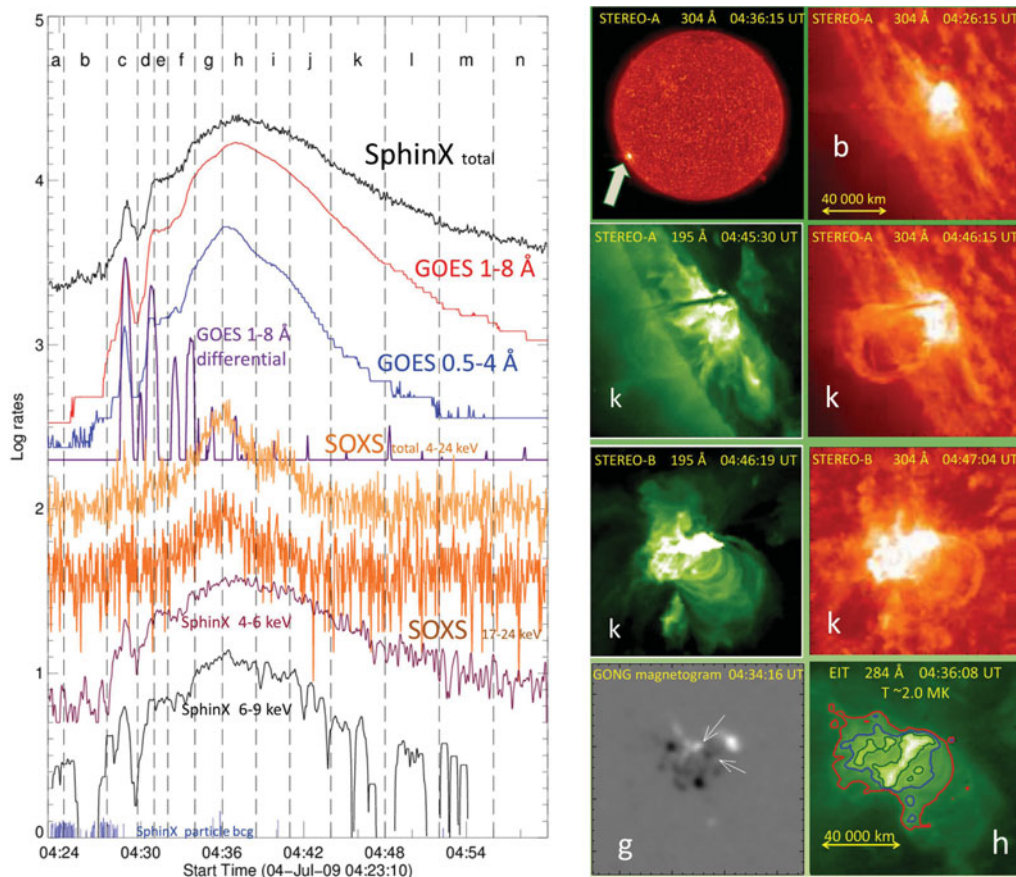 5
a b c d e f g h i j k l m n
SphinX total
4
GOES 1-8 Å
GOES 1-8 Å
differential
GOES 0.5-4 Å
3
Log rates
SOXS total 4-24 keV
2
SphinX 4-6 keV
SOXS 17-24 keV
1
SphinX 6-9 keV
SphinX particle bcg
0
04:24 04:30 04:36 04:42 04:48 04:54
Start Time (04-Jul-09 04:23:10)
STEREO-A 304 Å 04:36:15 UT
STEREO-A 304 Å 04:26:15 UT
b
40 000 km
STEREO-A 195 Å 04:45:30 UT
k
STEREO-A 304 Å 04:46:15 UT
k
STEREO-B 195 Å 04:46:19 UT
k
STEREO-B 304 Å 04:47:04 UT
k
GONG magnetogram 04:34:16 UT
g
EIT 284 Å 04:36:08 UT
T ~2.0 MK
40 000 km
h